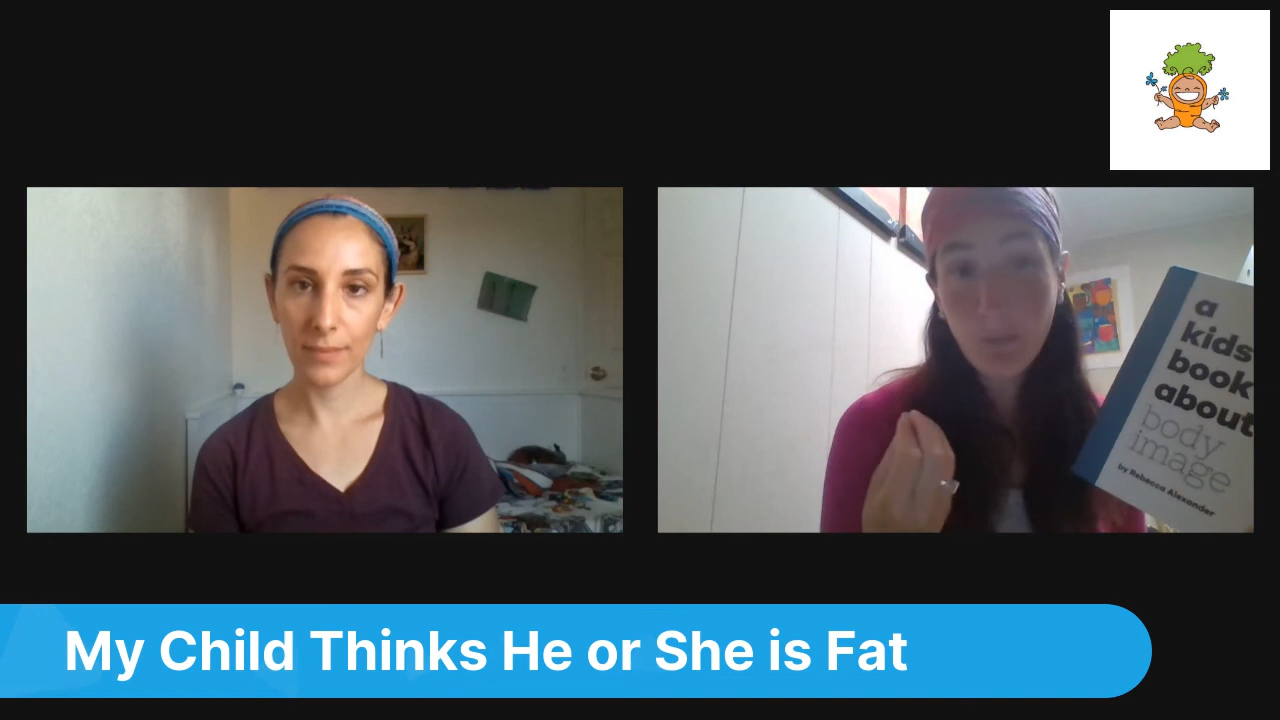 a
kids
book
about
body
image
by Rebecca Alexander
My Child Thinks He or She is Fat